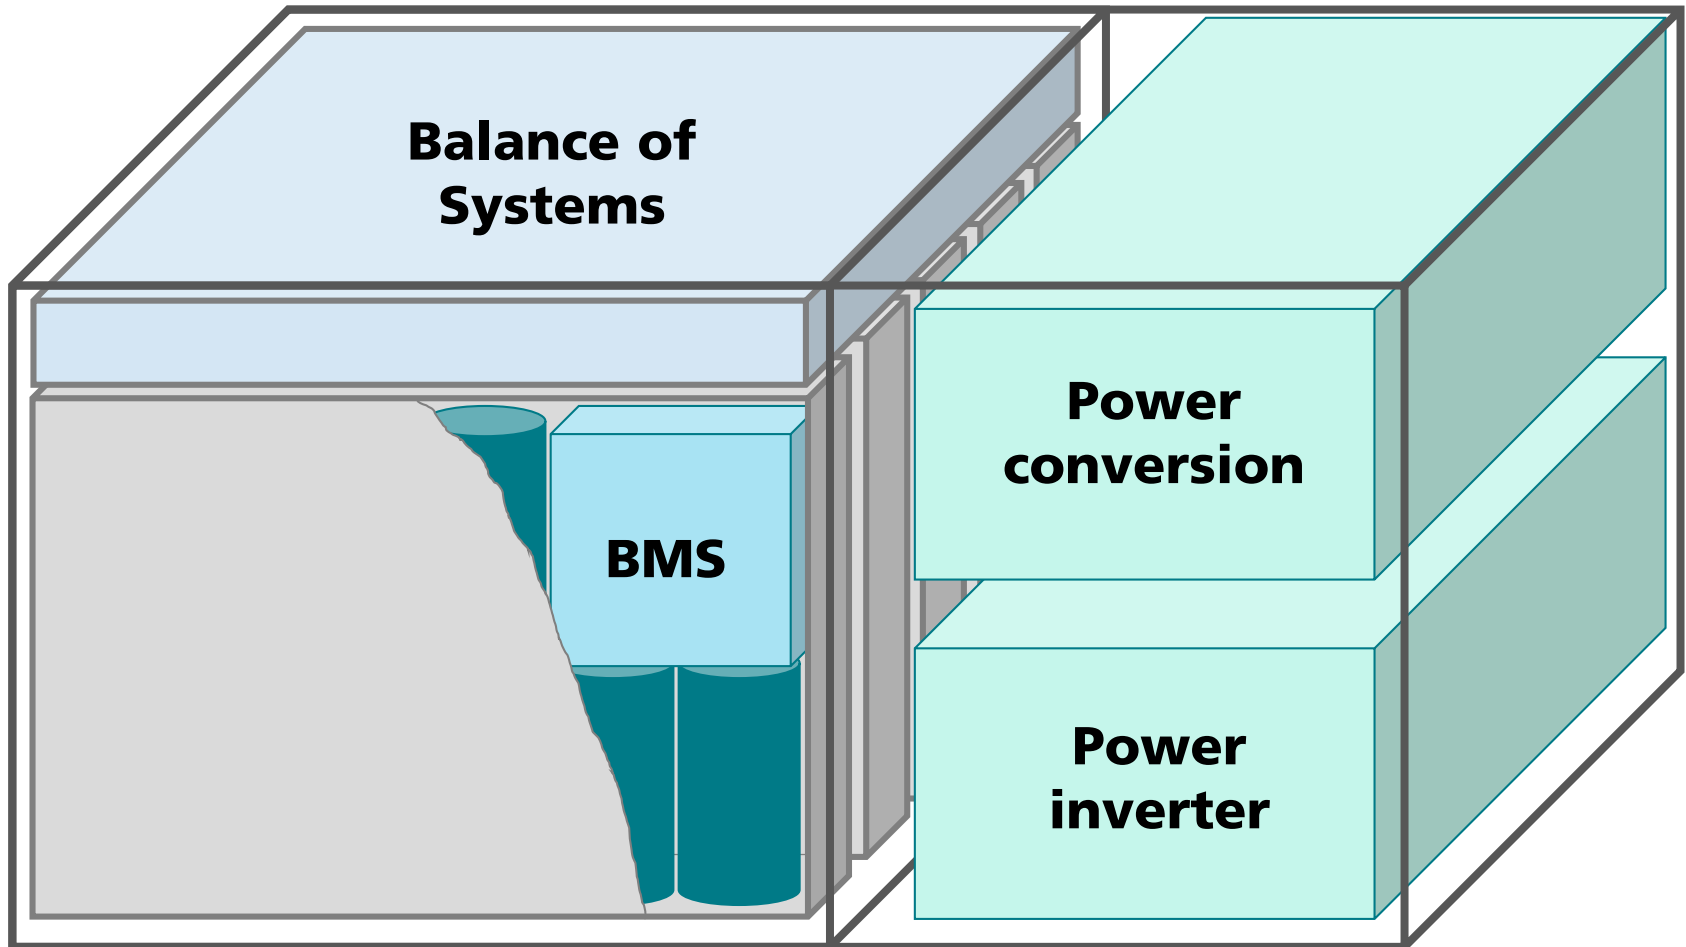 Balance of
Systems
BMS
Power
conversion
Power
inverter